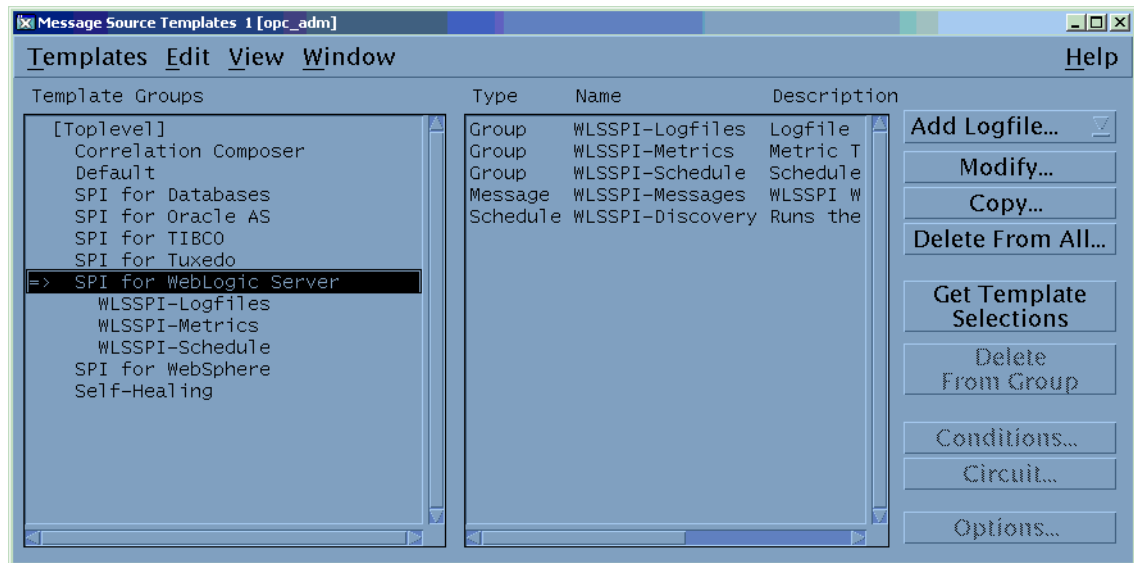 Message Source Templates 1 [opc_adm]
Templates Edit View Window Help
Template Groups
[Toplevel]
Correlation Composer
Default
SPI for Databases
SPI for Oracle AS
SPI for TIBCO
SPI for Tuxedo
=> SPI for WebLogic Server
WLSSPI-Logfiles
WLSSPI-Metrics
WLSSPI-Schedule
SPI for WebSphere
Self-Healing
Type Name Description
Group WLSSPI-Logfiles Logfile
Group WLSSPI-Metrics Metric T
Group WLSSPI-Schedule Schedule
Message WLSSPI-Messages WLSSPI W
Schedule WLSSPI-Discovery Runs the
Add Logfile...
Modify...
Copy...
Delete From All...
Get Template
Selections
Delete
From Group
Conditions...
Circuit...
Options...